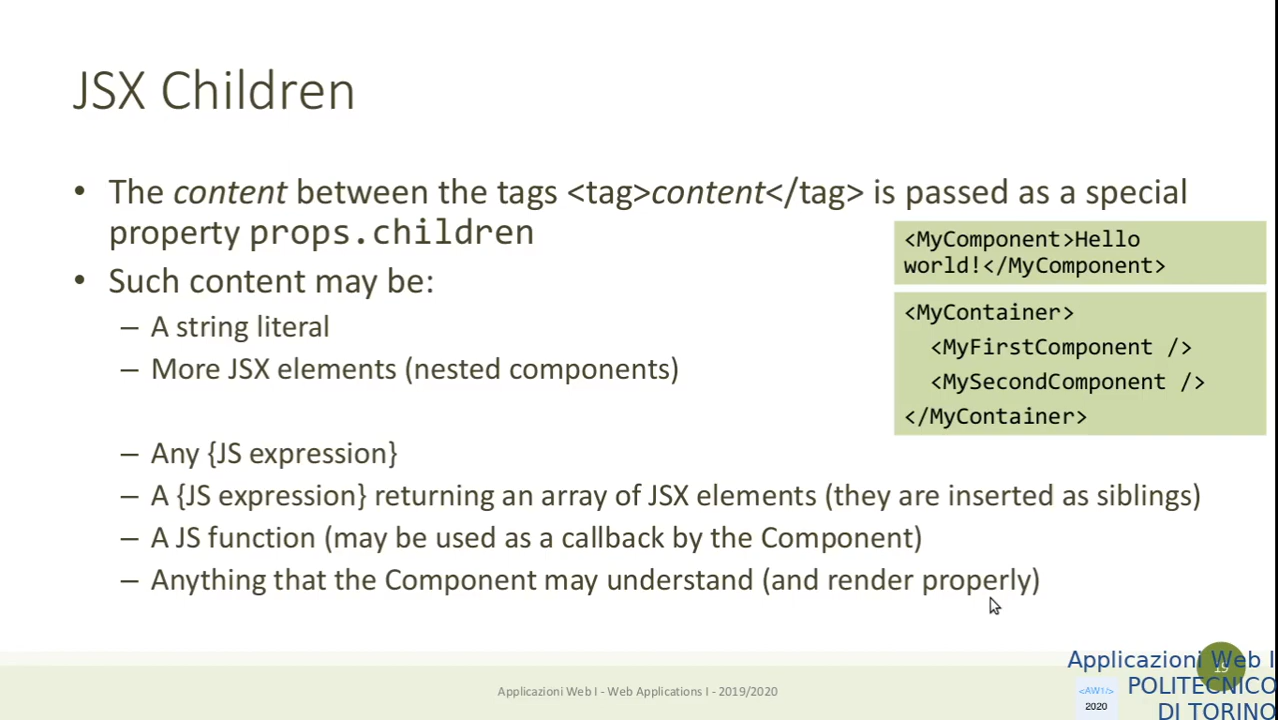 JSX Children
• The content between the tags <tag>content</tag> is passed as a special
property props.children
• Such content may be:
– A string literal
– More JSX elements (nested components)
<MyComponent>Hello
world!</MyComponent>
<MyContainer>
<MyFirstComponent />
<MySecondComponent />
</MyContainer>
– Any {JS expression}
– A {JS expression} returning an array of JSX elements (they are inserted as siblings)
– A JS function (may be used as a callback by the Component)
– Anything that the Component may understand (and render properly)
Applicazioni Web I - Web Applications I - 2019/2020
Applicazioni Web I
POLITECNICO
DI TORINO
<AW1/>
2020